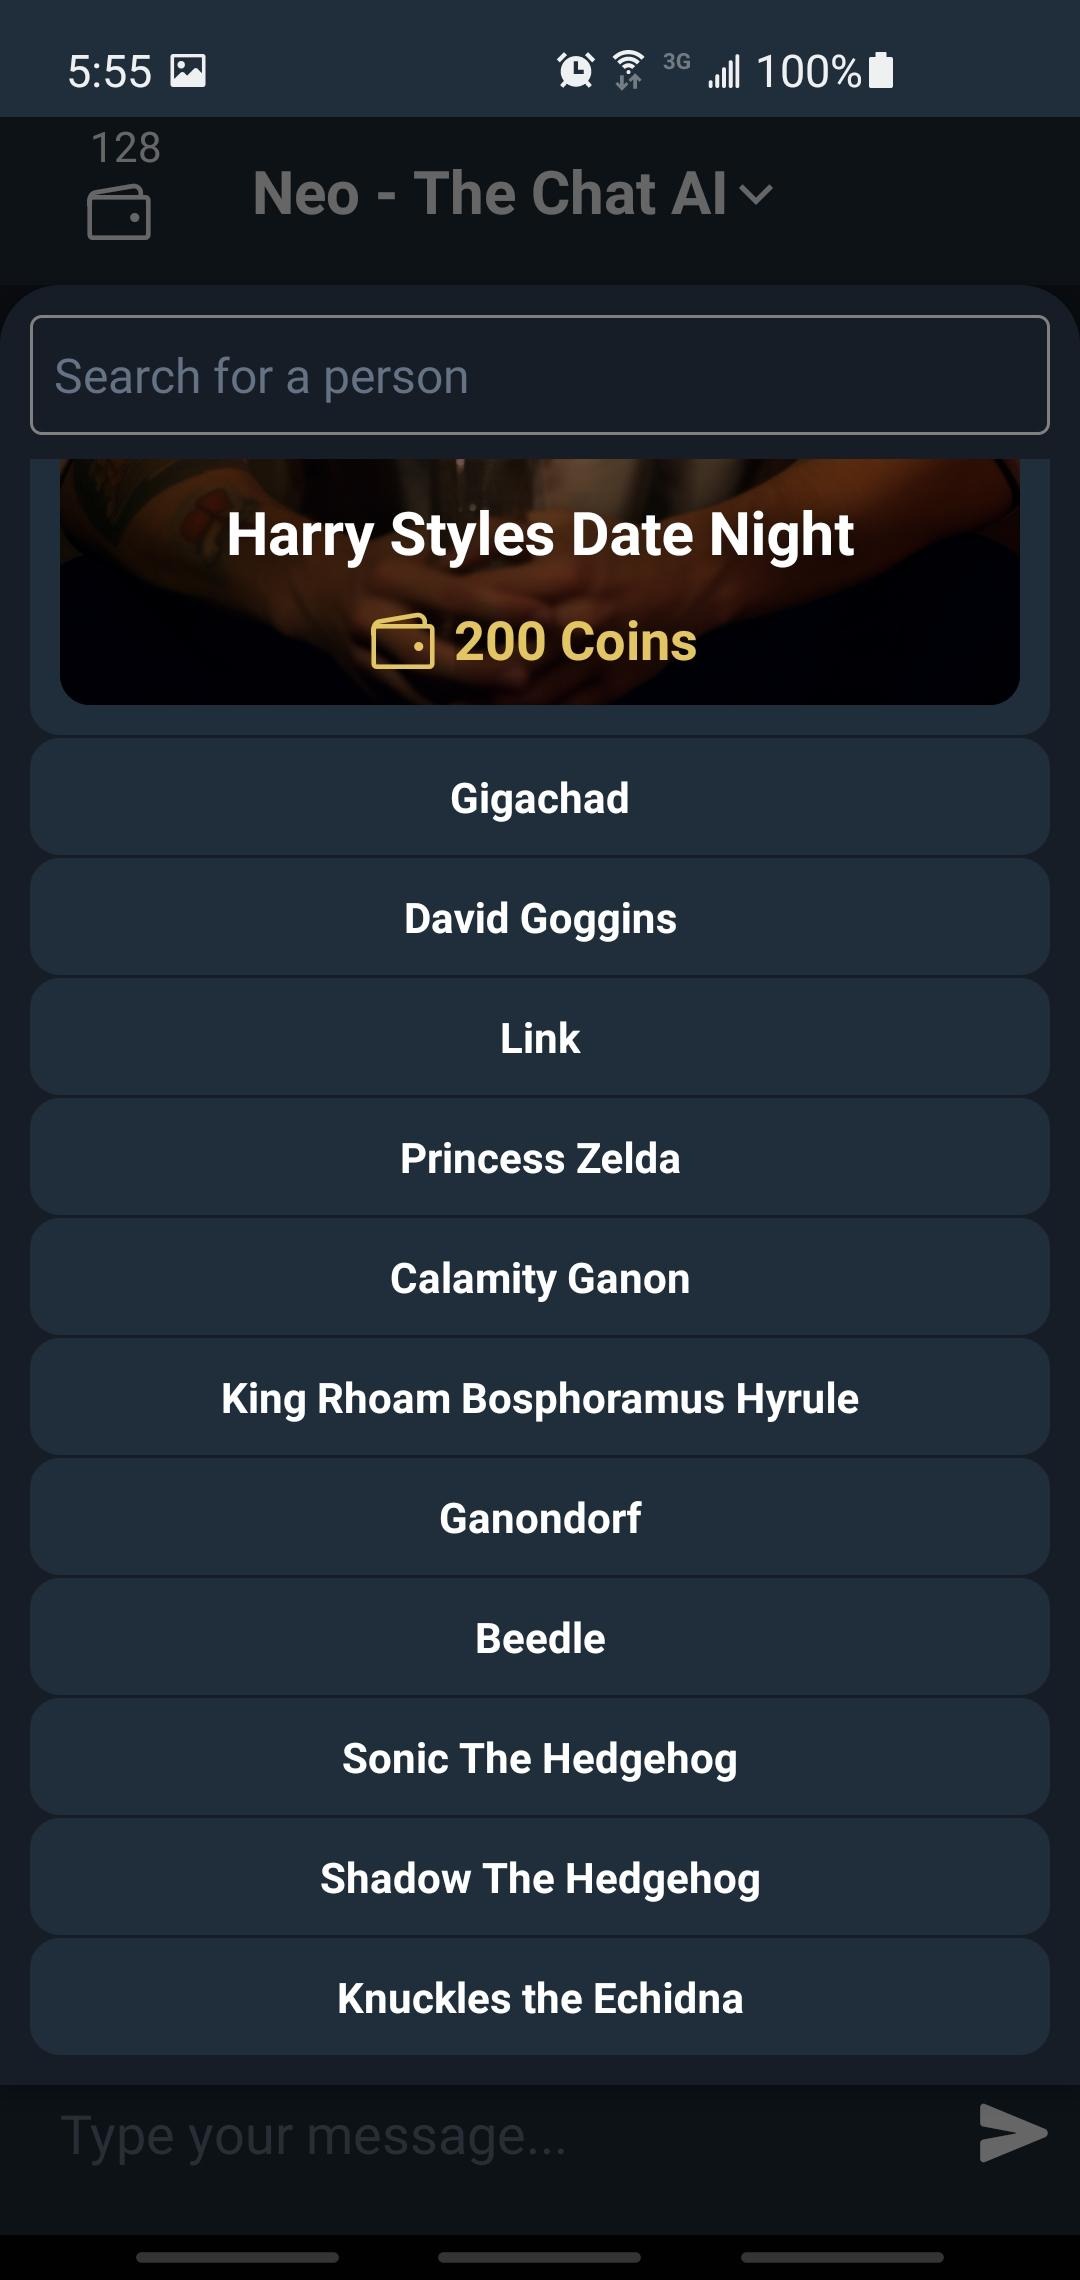 5:55
3G
100%
128
Neo - The Chat AI
Search for a person
Harry Styles Date Night
200 Coins
Gigachad
David Goggins
Link
Princess Zelda
Calamity Ganon
King Rhoam Bosphoramus Hyrule
Ganondorf
Beedle
Sonic The Hedgehog
Shadow The Hedgehog
Knuckles the Echidna
Type your message...